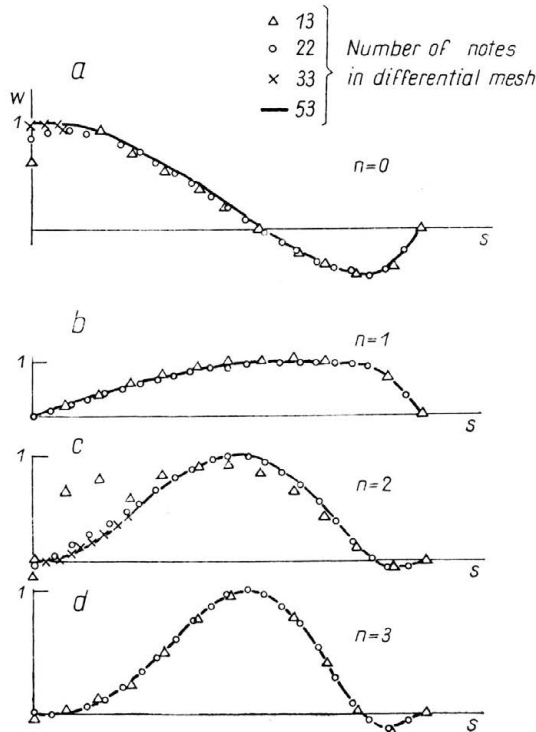 △ 13
○ 22
× 33
— 53
Number of notes
in differential mesh
a
w
1
n=0
s
b
1
n=1
s
c
1
n=2
s
1
d
n=3
s